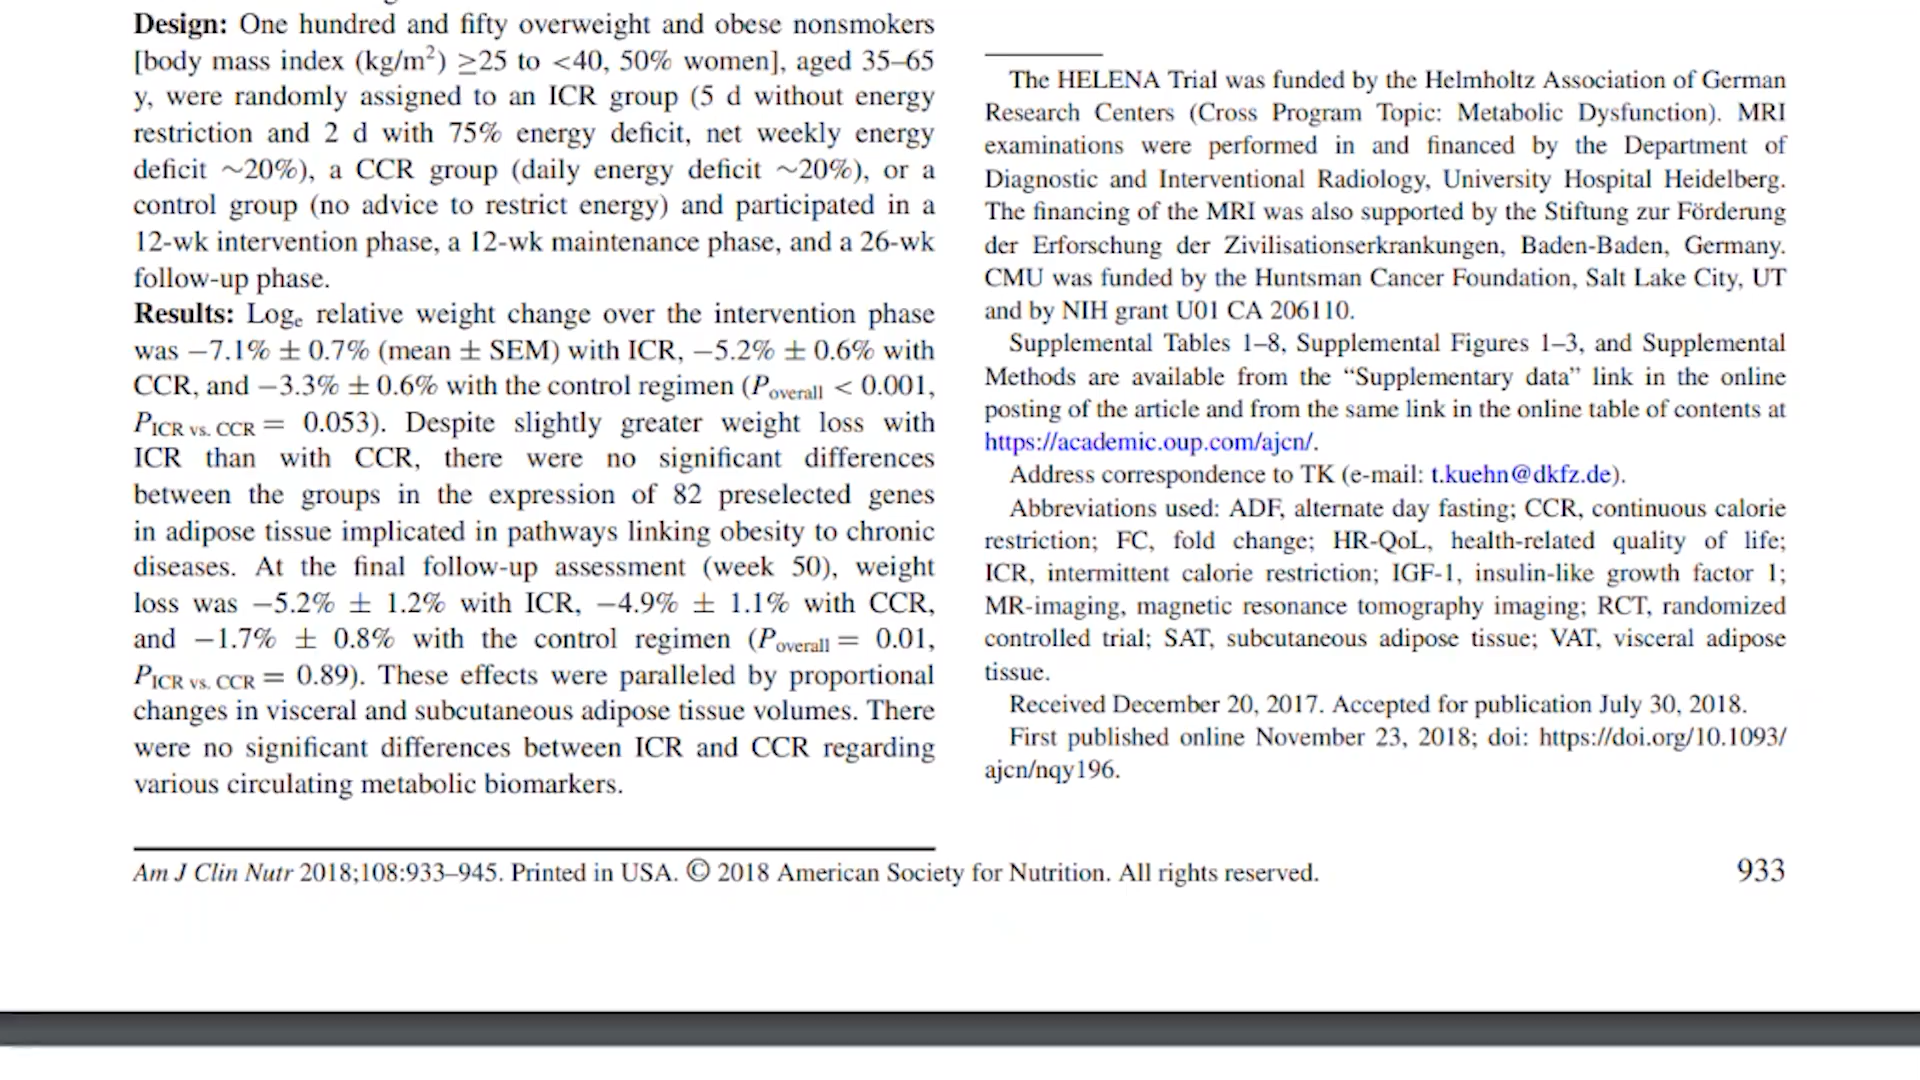 Design: One hundred and fifty overweight and obese nonsmokers
[body mass index (kg/m²) ≥25 to <40, 50% women], aged 35–65
y, were randomly assigned to an ICR group (5 d without energy
restriction and 2 d with 75% energy deficit, net weekly energy
deficit ∼20%), a CCR group (daily energy deficit ∼20%), or a
control group (no advice to restrict energy) and participated in a
12-wk intervention phase, a 12-wk maintenance phase, and a 26-wk
follow-up phase.
Results: Logₑ relative weight change over the intervention phase
was −7.1% ± 0.7% (mean ± SEM) with ICR, −5.2% ± 0.6% with
CCR, and −3.3% ± 0.6% with the control regimen (Poverall < 0.001,
PICR vs. CCR = 0.053). Despite slightly greater weight loss with
ICR than with CCR, there were no significant differences
between the groups in the expression of 82 preselected genes
in adipose tissue implicated in pathways linking obesity to chronic
diseases. At the final follow-up assessment (week 50), weight
loss was −5.2% ± 1.2% with ICR, −4.9% ± 1.1% with CCR,
and −1.7% ± 0.8% with the control regimen (Poverall = 0.01,
PICR vs. CCR = 0.89). These effects were paralleled by proportional
changes in visceral and subcutaneous adipose tissue volumes. There
were no significant differences between ICR and CCR regarding
various circulating metabolic biomarkers.
The HELENA Trial was funded by the Helmholtz Association of German
Research Centers (Cross Program Topic: Metabolic Dysfunction). MRI
examinations were performed in and financed by the Department of
Diagnostic and Interventional Radiology, University Hospital Heidelberg.
The financing of the MRI was also supported by the Stiftung zur Förderung
der Erforschung der Zivilisationserkrankungen, Baden-Baden, Germany.
CMU was funded by the Huntsman Cancer Foundation, Salt Lake City, UT
and by NIH grant U01 CA 206110.
Supplemental Tables 1–8, Supplemental Figures 1–3, and Supplemental
Methods are available from the “Supplementary data” link in the online
posting of the article and from the same link in the online table of contents at
https://academic.oup.com/ajcn/.
Address correspondence to TK (e-mail: t.kuehn@dkfz.de).
Abbreviations used: ADF, alternate day fasting; CCR, continuous calorie
restriction; FC, fold change; HR-QoL, health-related quality of life;
ICR, intermittent calorie restriction; IGF-1, insulin-like growth factor 1;
MR-imaging, magnetic resonance tomography imaging; RCT, randomized
controlled trial; SAT, subcutaneous adipose tissue; VAT, visceral adipose
tissue.
Received December 20, 2017. Accepted for publication July 30, 2018.
First published online November 23, 2018; doi: https://doi.org/10.1093/
ajcn/nqy196.
Am J Clin Nutr 2018;108:933–945. Printed in USA. © 2018 American Society for Nutrition. All rights reserved.
933